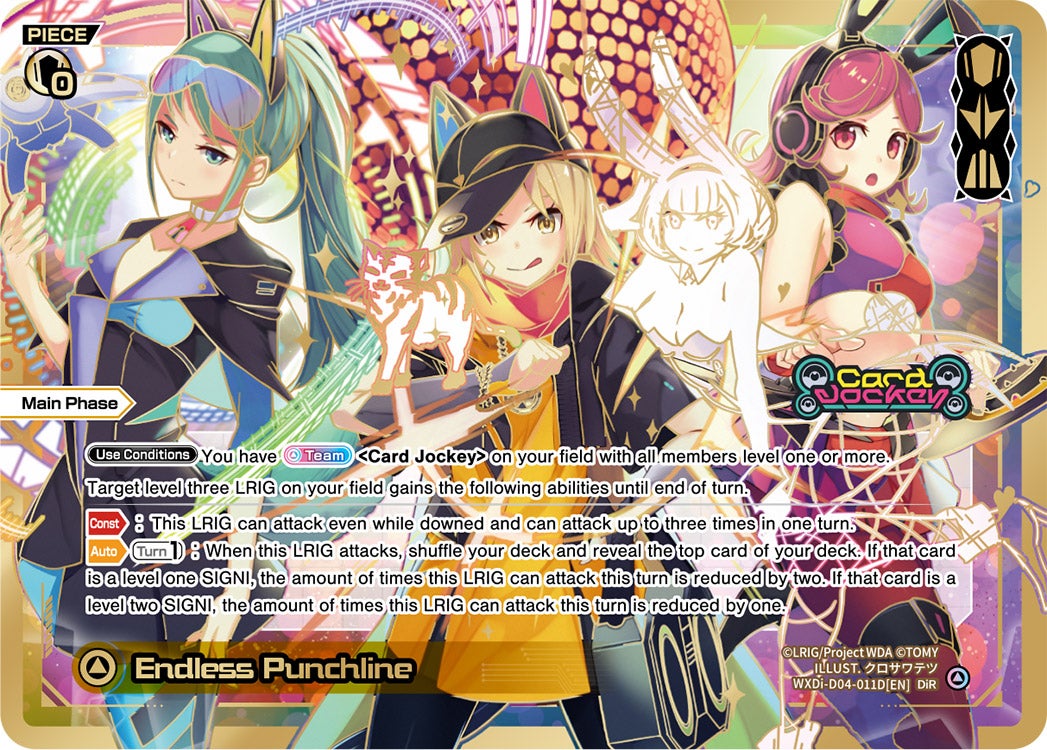 PIECE
0
Card
Jockey
Main Phase
Use Conditions You have Team <Card Jockey> on your field with all members level one or more.
Target level three LRIG on your field gains the following abilities until end of turn.
Const : This LRIG can attack even while downed and can attack up to three times in one turn.
Auto Turn 1 : When this LRIG attacks, shuffle your deck and reveal the top card of your deck. If that card
is a level one SIGNI, the amount of times this LRIG can attack this turn is reduced by two. If that card is a
level two SIGNI, the amount of times this LRIG can attack this turn is reduced by one.
Endless Punchline
©LRIG/Project WDA ©TOMY
ILLUST. クロサワテツ
WXDi-D04-011D[EN] DiR